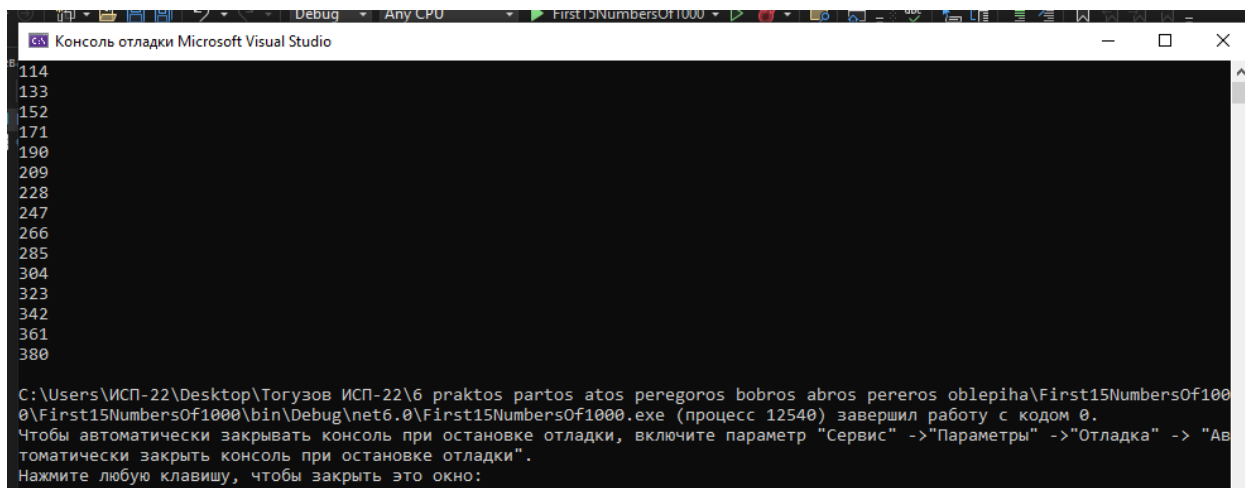 Debug Any CPU First15NumbersOf1000
Консоль отладки Microsoft Visual Studio
114
133
152
171
190
209
228
247
266
285
304
323
342
361
380
C:\Users\ИСП-22\Desktop\Тогузов ИСП-22\6 praktos partos atos peregoros bobros abros pereros oblepiha\First15NumbersOf100
0\First15NumbersOf1000\bin\Debug\net6.0\First15NumbersOf1000.exe (процесс 12540) завершил работу с кодом 0.
Чтобы автоматически закрывать консоль при остановке отладки, включите параметр "Сервис" ->"Параметры" ->"Отладка" -> "Ав
томатически закрыть консоль при остановке отладки".
Нажмите любую клавишу, чтобы закрыть это окно: